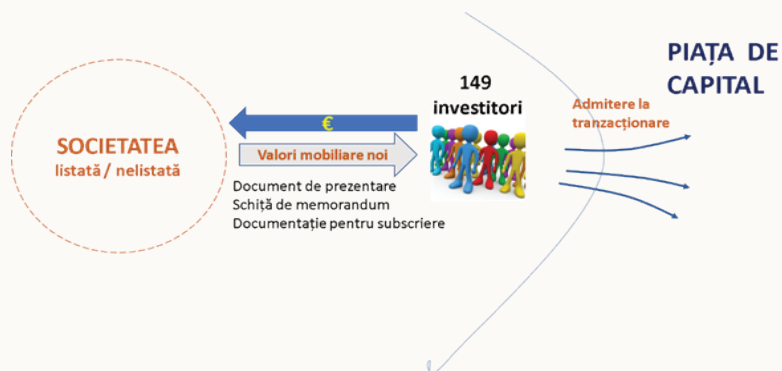 PIAȚA DE
CAPITAL
149
investitori
Admitere la
tranzacționare
€
SOCIETATEA
listată / nelistată
Valori mobiliare noi
Document de prezentare
Schiță de memorandum
Documentație pentru subscriere